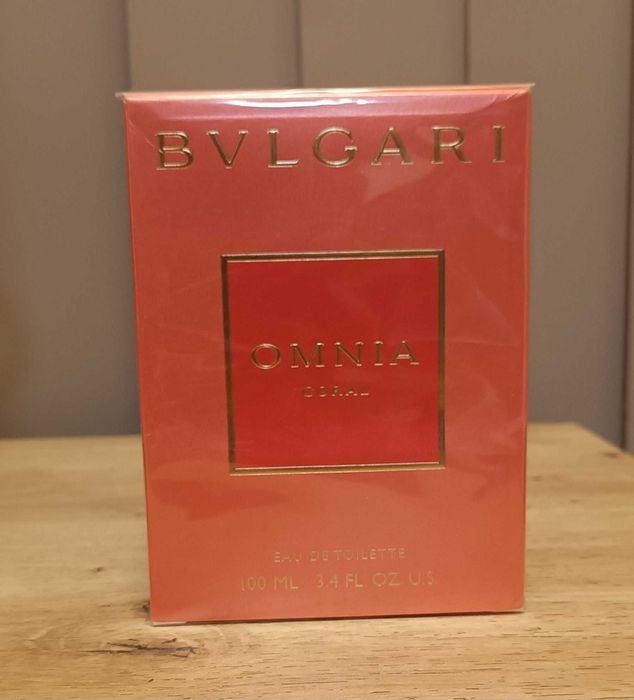 BVLGARI
OMNIA
CORAL
EAU DE TOILETTE
100 ML 3.4 FL OZ U.S